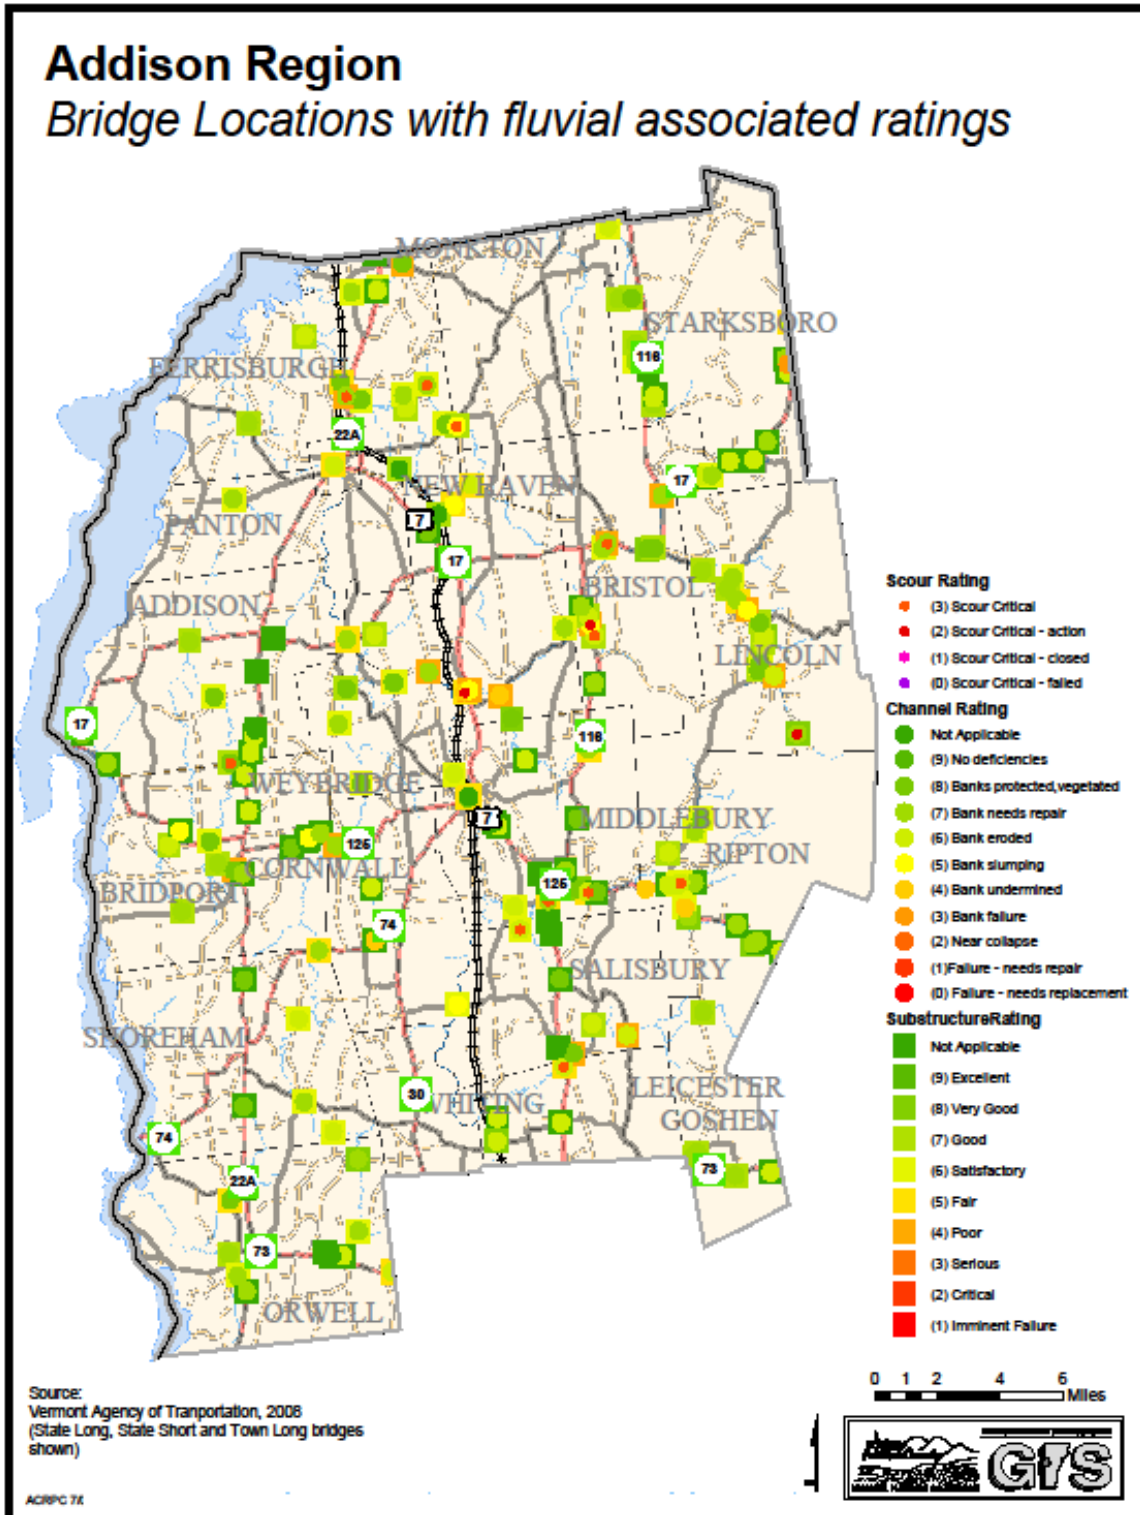 Addison Region
Bridge Locations with fluvial associated ratings
MONKTON
STARKSBORO
116
FERRISBURGH
22A
17
NEW HAVEN
7
PANTON
17
BRISTOL
ADDISON
LINCOLN
17
116
WEYBRIDGE
7
MIDDLEBURY
125
RIPTON
CORNWALL
125
BRIDPORT
74
SALISBURY
SHOREHAM
LEICESTER
30
WHITING
GOSHEN
74
73
22A
73
ORWELL
Scour Rating
(3) Scour Critical
(2) Scour Critical - action
(1) Scour Critical - closed
(0) Scour Critical - failed
Channel Rating
Not Applicable
(9) No deficiencies
(8) Banks protected,vegetated
(7) Bank needs repair
(6) Bank eroded
(5) Bank slumping
(4) Bank undermined
(3) Bank failure
(2) Near collapse
(1)Failure - needs repair
(0) Failure - needs replacement
SubstructureRating
Not Applicable
(9) Excellent
(8) Very Good
(7) Good
(6) Satisfactory
(5) Fair
(4) Poor
(3) Serious
(2) Critical
(1) Imminent Failure
0 1 2 4 6
Miles
Source:
Vermont Agency of Tranportation, 2008
(State Long, State Short and Town Long bridges
shown)
GIS
ACRPC